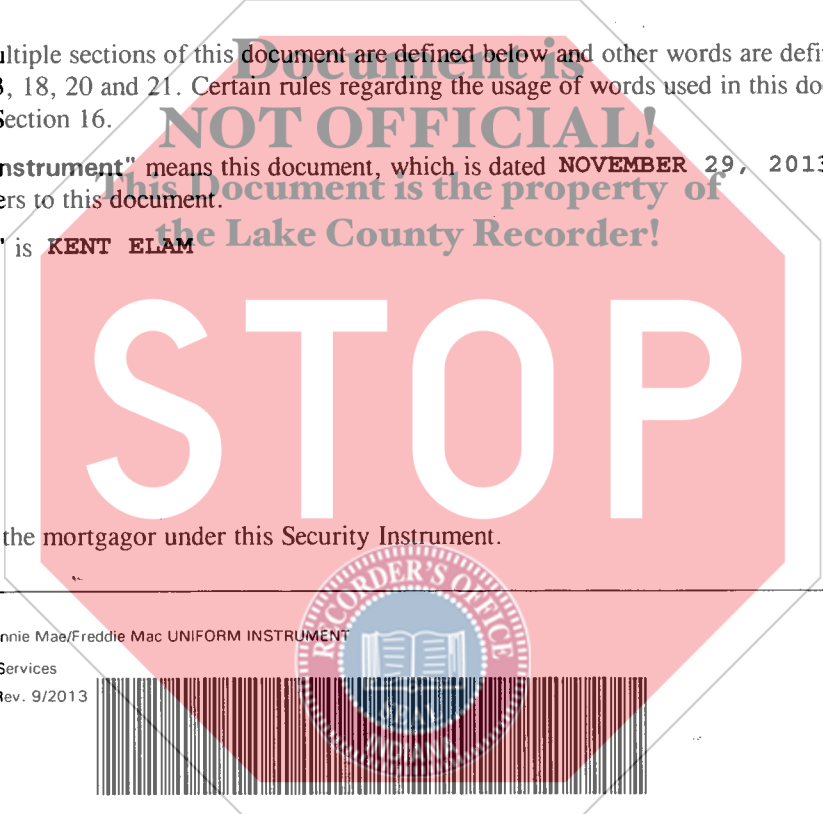 ultiple sections of this document are defined below and other words are defi
3, 18, 20 and 21. Certain rules regarding the usage of words used in this do
Section 16.
nstrument" means this document, which is dated NOVEMBER 29, 2013
ers to this document.
" is KENT ELAM
Document is
NOT OFFICIAL!
This Document is the property of
the Lake County Recorder!
STOP
the mortgagor under this Security Instrument.
RECORDER'S OFFICE
SEAL
INDIANA
nnie Mae/Freddie Mac UNIFORM INSTRUMENT
Services
Rev. 9/2013